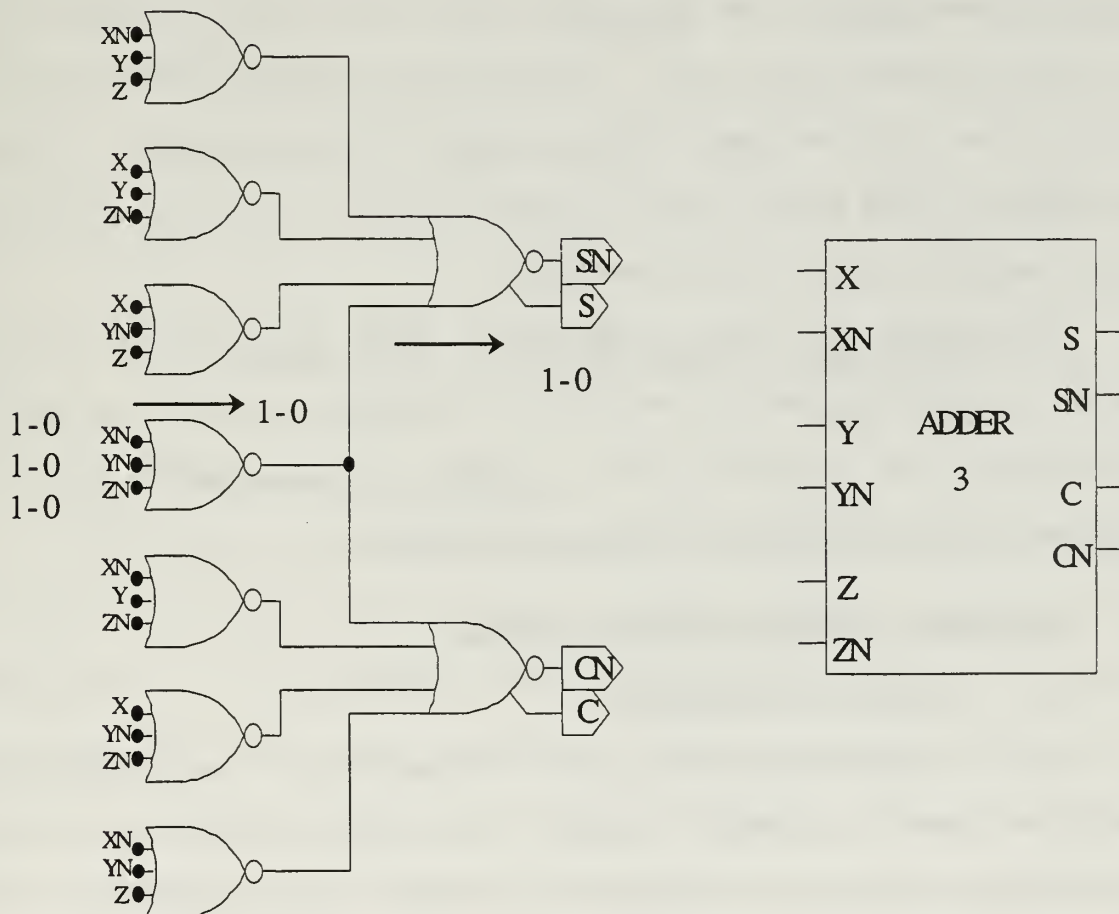 XN
Y
Z
X
Y
ZN
SN
S
X
YN
Z
1-0
1-0
1-0
1-0
1-0
XN
YN
ZN
XN
Y
ZN
CN
C
X
YN
ZN
XN
YN
Z
X
XN
Y
YN
Z
ZN
ADDER
3
S
SN
C
CN